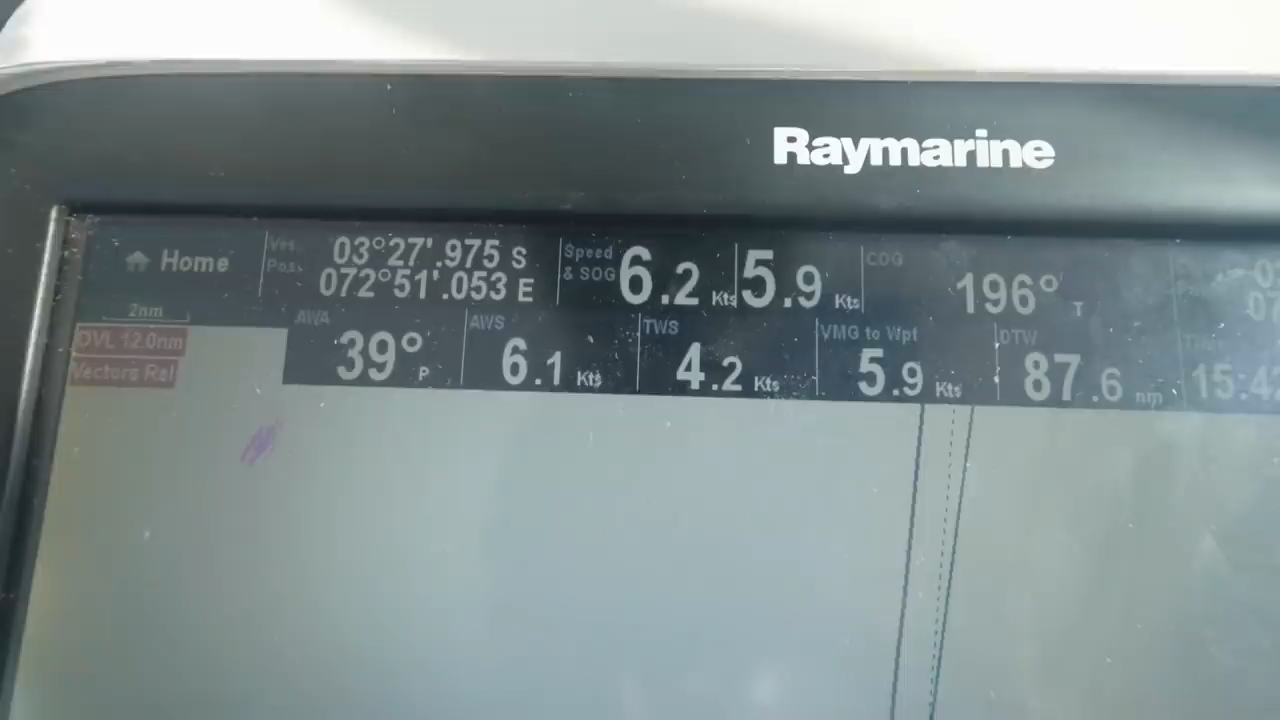 Raymarine
Home
Ves Pos
03°27'.975 S
072°51'.053 E
Speed & SOG
6.2 Kts
5.9 Kts
COG
196° T
2nm
OVL 12.0nm
Vectors Rel
AWA
39° P
AWS
6.1 Kts
TWS
4.2 Kts
VMG to Wpt
5.9 Kts
DTW
87.6 nm
15:42